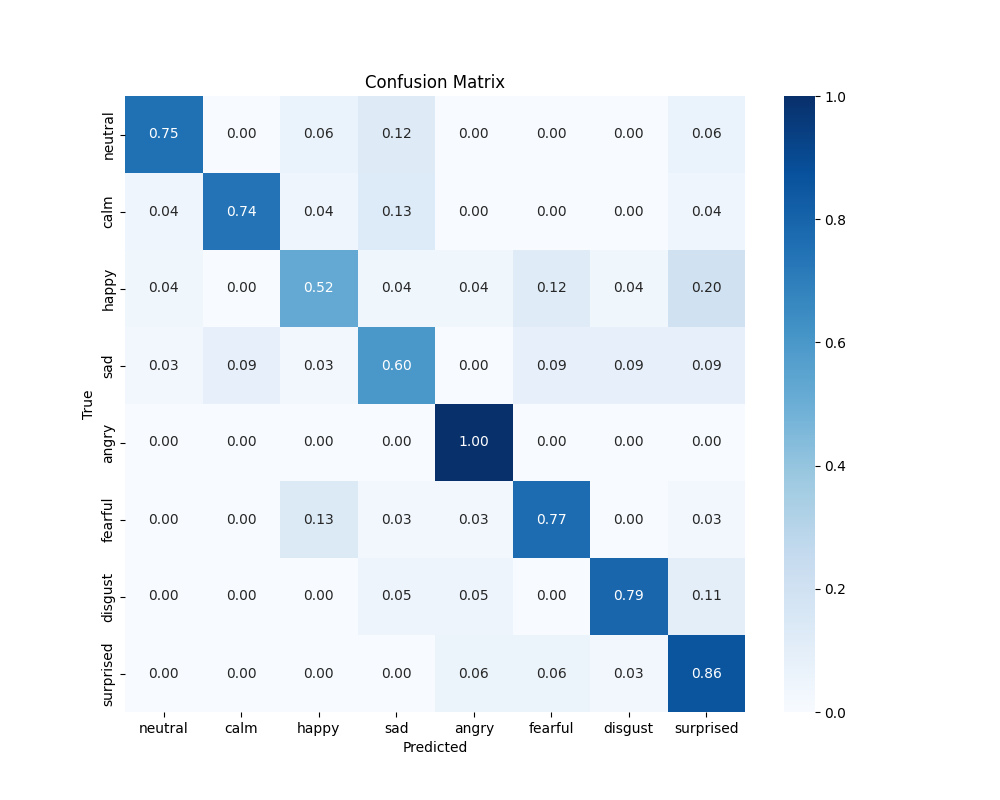 Confusion Matrix
neutral 0.75 0.00 0.06 0.12 0.00 0.00 0.00 0.06
calm 0.04 0.74 0.04 0.13 0.00 0.00 0.00 0.04
happy 0.04 0.00 0.52 0.04 0.04 0.12 0.04 0.20
sad 0.03 0.09 0.03 0.60 0.00 0.09 0.09 0.09
angry 0.00 0.00 0.00 0.00 1.00 0.00 0.00 0.00
fearful 0.00 0.00 0.13 0.03 0.03 0.77 0.00 0.03
disgust 0.00 0.00 0.00 0.05 0.05 0.00 0.79 0.11
surprised 0.00 0.00 0.00 0.00 0.06 0.06 0.03 0.86
True
neutral calm happy sad angry fearful disgust surprised
Predicted
1.0
0.8
0.6
0.4
0.2
0.0